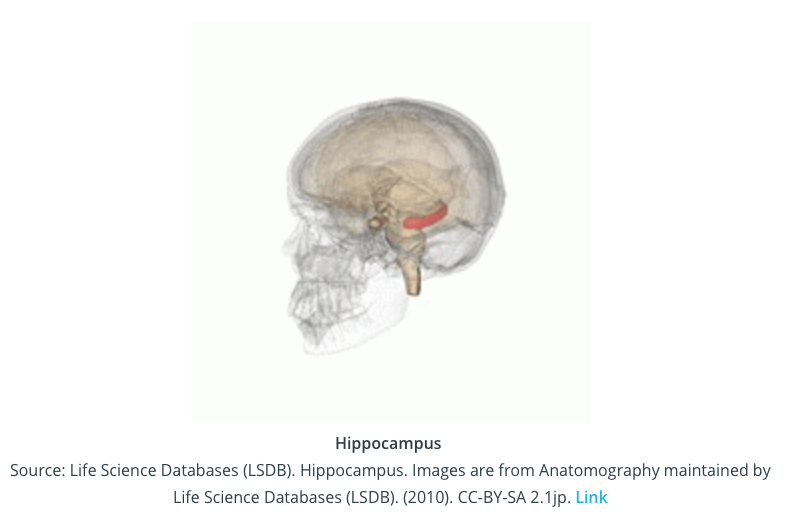 Hippocampus
Source: Life Science Databases (LSDB). Hippocampus. Images are from Anatomography maintained by
Life Science Databases (LSDB). (2010). CC-BY-SA 2.1jp. Link